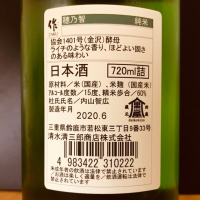 作 穂乃智 純米
協会1401号(金沢)酵母
ライチのような香り、ほどよい固さ
のある味わい
日本酒 720ml詰
原材料名/米(国産)、米麹(国産米)
アルコール度数/15度、精米歩合/60%
杜氏氏名/内山智広
製造年月
2020.6
三重県鈴鹿市若松東三丁目9番33号
清水清三郎商店株式会社
4 983422 310222